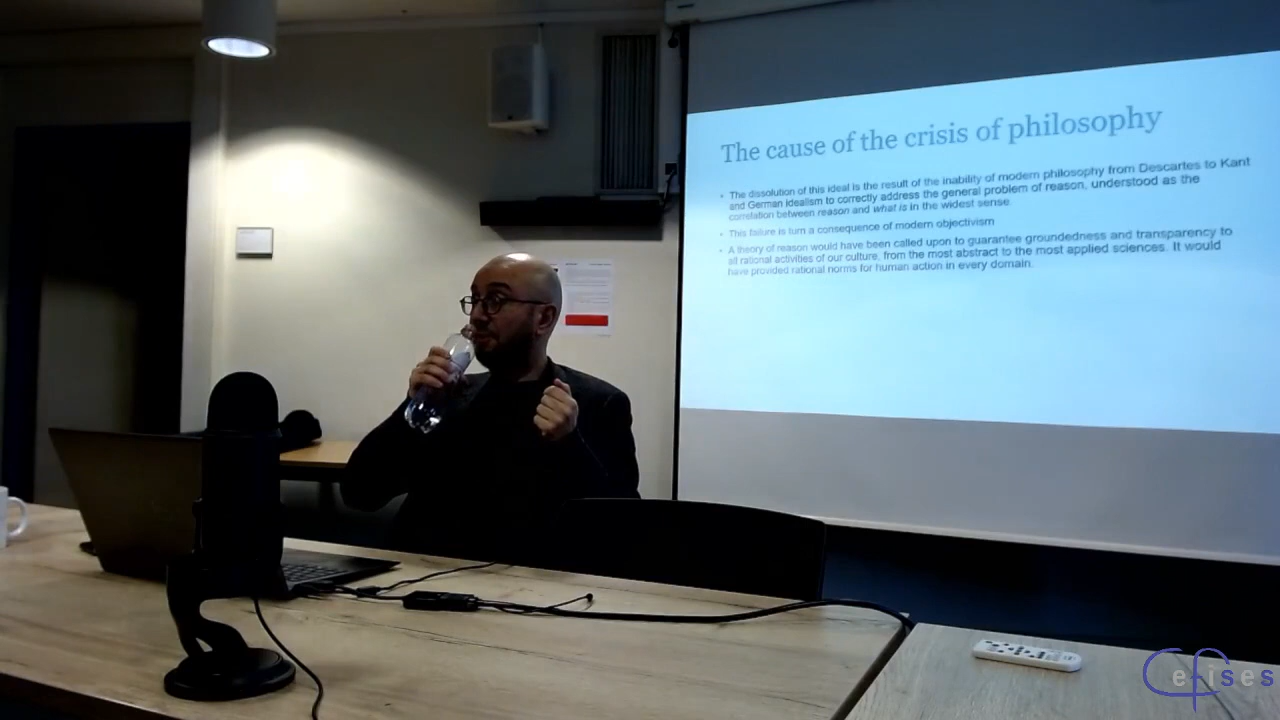 The cause of the crisis of philosophy
• The dissolution of this ideal is the result of the inability of modern philosophy from Descartes to Kant
and German Idealism to correctly address the general problem of reason, understood as the
correlation between reason and what is in the widest sense.
• This failure is turn a consequence of modern objectivism
• A theory of reason would have been called upon to guarantee groundedness and transparency to
all rational activities of our culture, from the most abstract to the most applied sciences. It would
have provided rational norms for human action in every domain.
Cefises